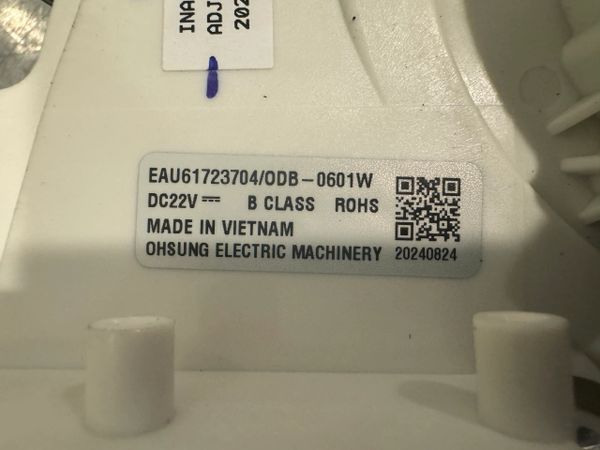 INA
ADJ
202
EAU61723704/ODB-0601W
DC22V ⎓ B CLASS ROHS
MADE IN VIETNAM
OHSUNG ELECTRIC MACHINERY 20240824